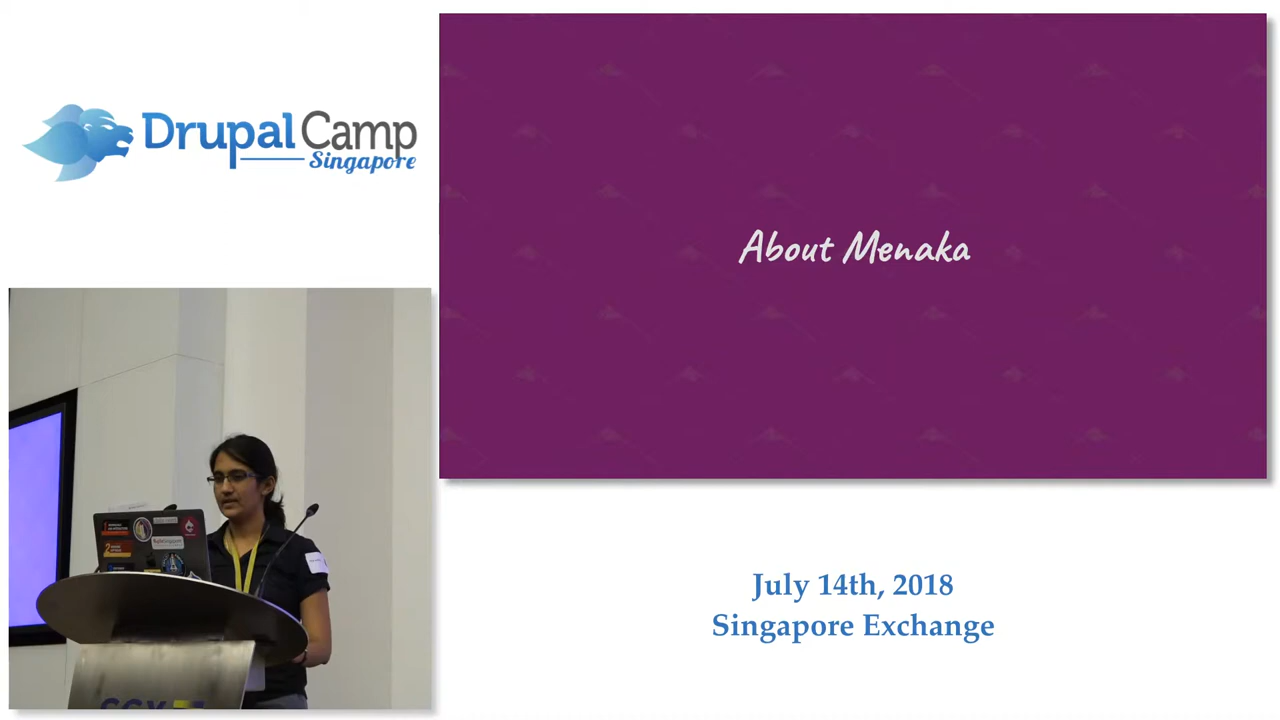 Drupal Camp
Singapore
About Menaka
July 14th, 2018
Singapore Exchange